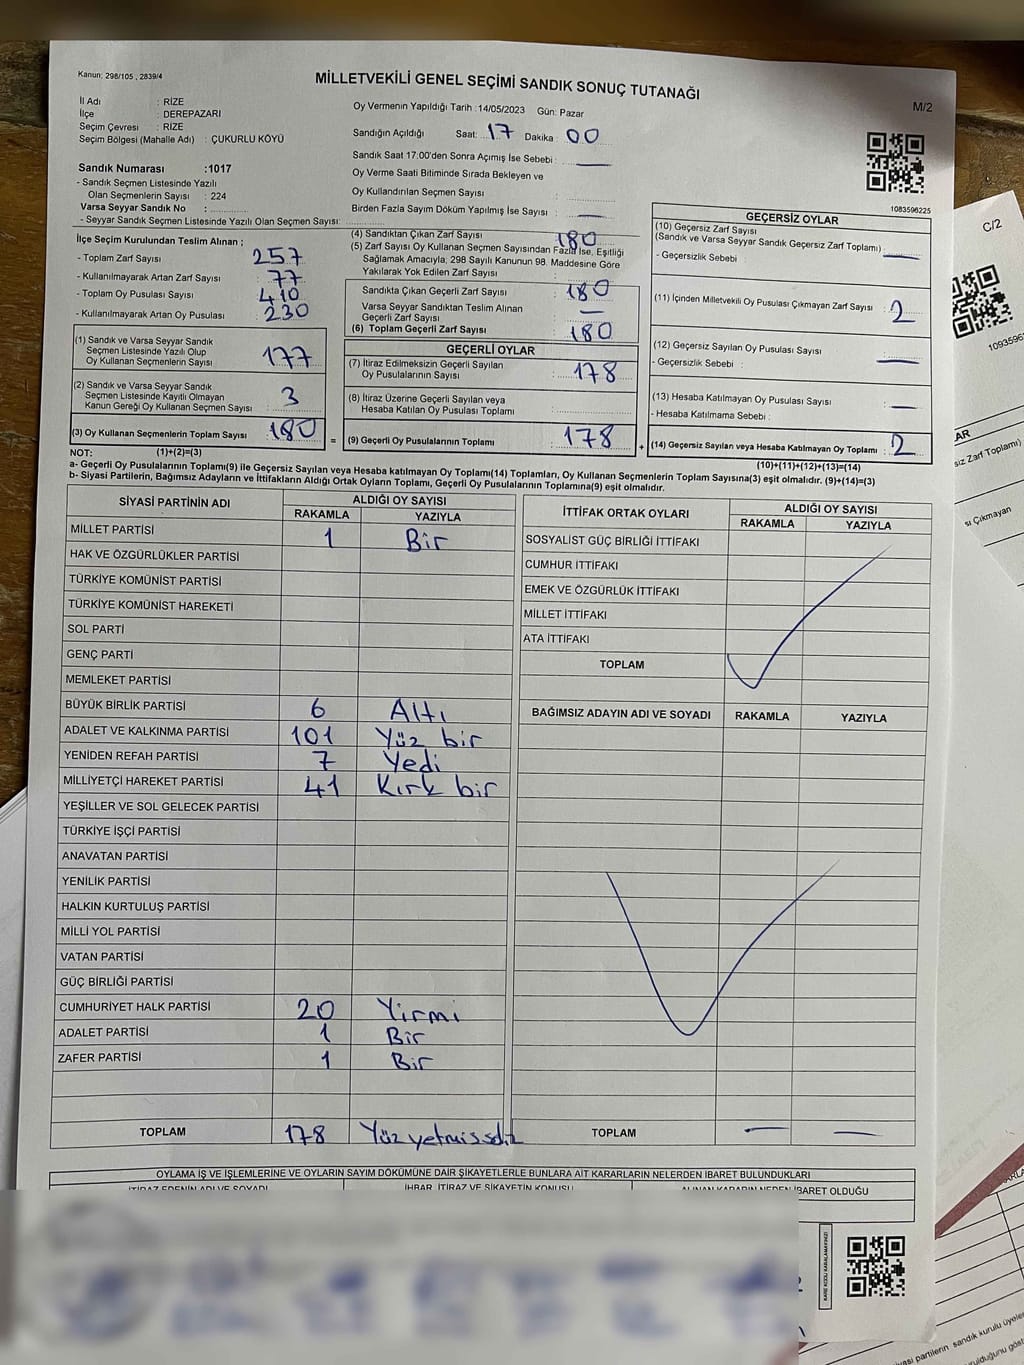 Kanun: 298/105 , 2839/4
MİLLETVEKİLİ GENEL SEÇİMİ SANDIK SONUÇ TUTANAĞI
M/2
İl Adı : RİZE
İlçe : DEREPAZARI
Seçim Çevresi : RİZE
Seçim Bölgesi (Mahalle Adı) : ÇUKURLU KÖYÜ
Oy Vermenin Yapıldığı Tarih :14/05/2023 Gün: Pazar
Sandığın Açıldığı Saat: 17 Dakika : 00
Sandık Saat 17:00'den Sonra Açımış İse Sebebi :
Oy Verme Saati Bitiminde Sırada Bekleyen ve
Oy Kullandırılan Seçmen Sayısı
Birden Fazla Sayım Döküm Yapılmış İse Sayısı
Sandık Numarası :1017
- Sandık Seçmen Listesinde Yazılı
Olan Seçmenlerin Sayısı : 224
Varsa Seyyar Sandık No :
- Seyyar Sandık Seçmen Listesinde Yazılı Olan Seçmen Sayısı:
1083596225
İlçe Seçim Kurulundan Teslim Alınan ;
- Toplam Zarf Sayısı : 257
- Kullanılmayarak Artan Zarf Sayısı : 77
- Toplam Oy Pusulası Sayısı : 410
- Kullanılmayarak Artan Oy Pusulası : 230
(1) Sandık ve Varsa Seyyar Sandık
Seçmen Listesinde Yazılı Olup
Oy Kullanan Seçmenlerin Sayısı : 177
(2) Sandık ve Varsa Seyyar Sandık
Seçmen Listesinde Kayıtlı Olmayan
Kanun Gereği Oy Kullanan Seçmen Sayısı : 3
(3) Oy Kullanan Seçmenlerin Toplam Sayısı : 180
(1)+(2)=(3)
(4) Sandıktan Çıkan Zarf Sayısı 180
(5) Zarf Sayısı Oy Kullanan Seçmen Sayısından Fazla İse, Eşitliği
Sağlamak Amacıyla, 298 Sayılı Kanunun 98. Maddesine Göre
Yakılarak Yok Edilen Zarf Sayısı
Sandıkta Çıkan Geçerli Zarf Sayısı : 180
Varsa Seyyar Sandıktan Teslim Alınan
Geçerli Zarf Sayısı
(6) Toplam Geçerli Zarf Sayısı : 180
GEÇERLİ OYLAR
(7) İtiraz Edilmeksizin Geçerli Sayılan
Oy Pusulalarının Sayısı : 178
(8) İtiraz Üzerine Geçerli Sayılan veya
Hesaba Katılan Oy Pusulası Toplamı :
= (9) Geçerli Oy Pusulalarının Toplamı : 178 +
GEÇERSİZ OYLAR
(10) Geçersiz Zarf Sayısı
(Sandık ve Varsa Seyyar Sandık Geçersiz Zarf Toplamı) :
- Geçersizlik Sebebi :
(11) İçinden Milletvekili Oy Pusulası Çıkmayan Zarf Sayısı : 2
(12) Geçersiz Sayılan Oy Pusulası Sayısı :
- Geçersizlik Sebebi :
(13) Hesaba Katılmayan Oy Pusulası Sayısı :
- Hesaba Katılmama Sebebi :
(14) Geçersiz Sayılan veya Hesaba Katılmayan Oy Toplamı : 2
(10)+(11)+(12)+(13)=(14)
NOT:
a- Geçerli Oy Pusulalarının Toplamı(9) ile Geçersiz Sayılan veya Hesaba katılmayan Oy Toplamı(14) Toplamları, Oy Kullanan Seçmenlerin Toplam Sayısına(3) eşit olmalıdır. (9)+(14)=(3)
b- Siyasi Partilerin, Bağımsız Adayların ve İttifakların Aldığı Ortak Oyların Toplamı, Geçerli Oy Pusulalarının Toplamına(9) eşit olmalıdır.
SİYASİ PARTİNİN ADI ALDIĞI OY SAYISI
RAKAMLA YAZIYLA
MİLLET PARTİSİ 1 Bir
HAK VE ÖZGÜRLÜKLER PARTİSİ
TÜRKİYE KOMÜNİST PARTİSİ
TÜRKİYE KOMÜNİST HAREKETİ
SOL PARTİ
GENÇ PARTİ
MEMLEKET PARTİSİ
BÜYÜK BİRLİK PARTİSİ 6 Altı
ADALET VE KALKINMA PARTİSİ 101 Yüz bir
YENİDEN REFAH PARTİSİ 7 Yedi
MİLLİYETÇİ HAREKET PARTİSİ 41 Kırk bir
YEŞİLLER VE SOL GELECEK PARTİSİ
TÜRKİYE İŞÇİ PARTİSİ
ANAVATAN PARTİSİ
YENİLİK PARTİSİ
HALKIN KURTULUŞ PARTİSİ
MİLLİ YOL PARTİSİ
VATAN PARTİSİ
GÜÇ BİRLİĞİ PARTİSİ
CUMHURİYET HALK PARTİSİ 20 Yirmi
ADALET PARTİSİ 1 Bir
ZAFER PARTİSİ 1 Bir
TOPLAM 178 Yüz yetmissekiz
İTTİFAK ORTAK OYLARI ALDIĞI OY SAYISI
RAKAMLA YAZIYLA
SOSYALİST GÜÇ BİRLİĞİ İTTİFAKI
CUMHUR İTTİFAKI
EMEK VE ÖZGÜRLÜK İTTİFAKI
MİLLET İTTİFAKI
ATA İTTİFAKI
TOPLAM
BAĞIMSIZ ADAYIN ADI VE SOYADI RAKAMLA YAZIYLA
TOPLAM
OYLAMA İŞ VE İŞLEMLERİNE VE OYLARIN SAYIM DÖKÜMÜNE DAİR ŞİKAYETLERLE BUNLARA AİT KARARLARIN NELERDEN İBARET BULUNDUKLARI
İTİRAZ EDENİN ADI VE SOYADI İHBAR, İTİRAZ VE ŞİKAYETİN KONUSU ALINAN KARARIN NEDEN İBARET OLDUĞU
KARE KODU KARALAMAYINIZ!
C/2
AR
sız Zarf Toplamı)
sı Çıkmayan